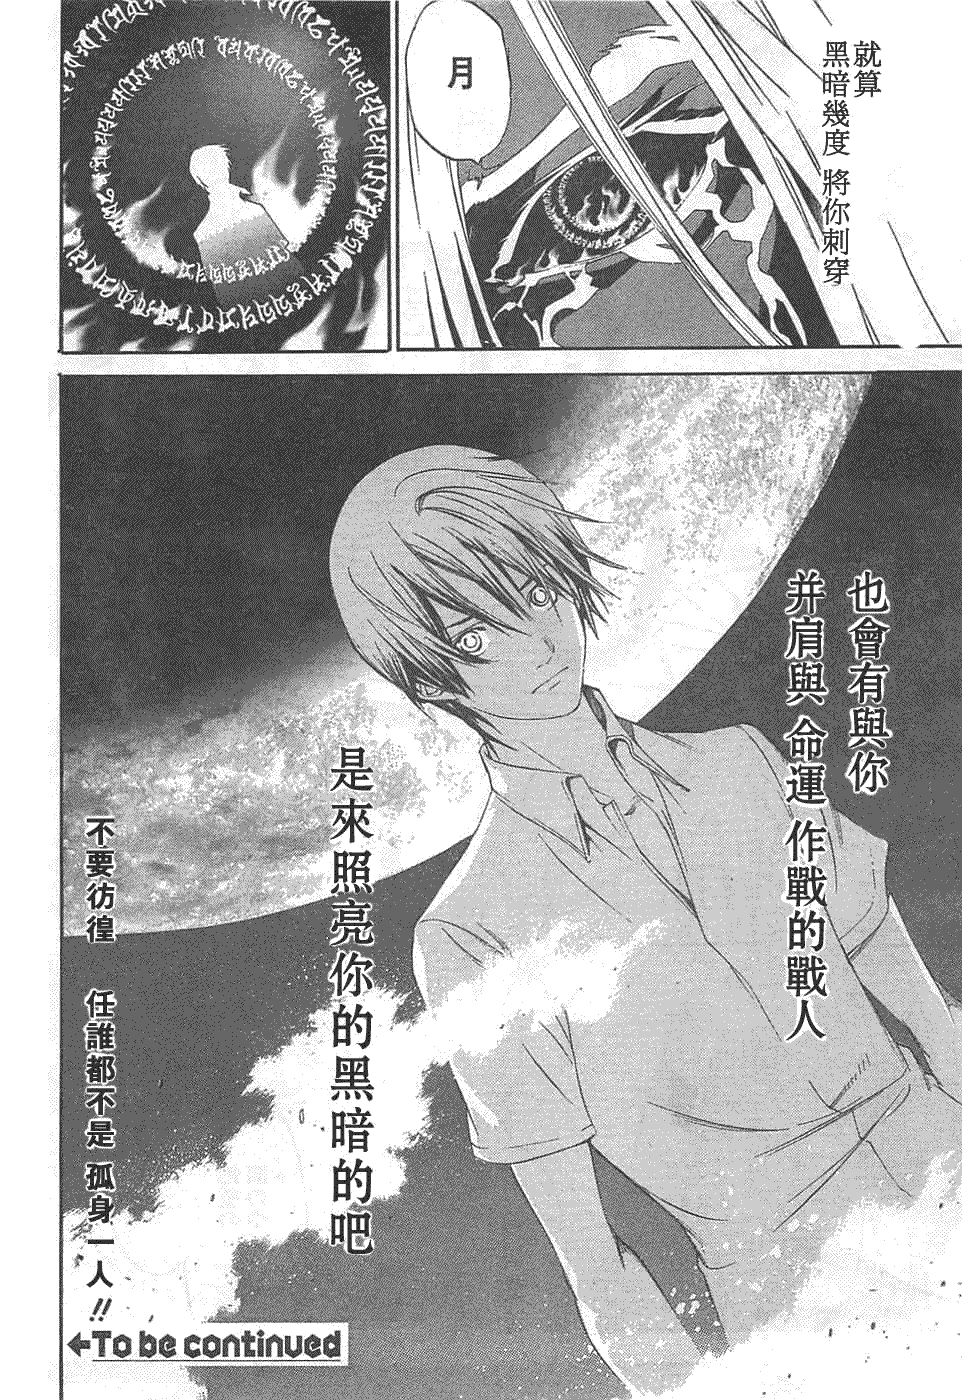 就算
黑暗幾度 將你刺穿
月
也會有與你
并肩與 命運 作戰的戰人
是來照亮你的黑暗的吧
不要彷徨 任誰都不是 孤身一人!!
←To be continued